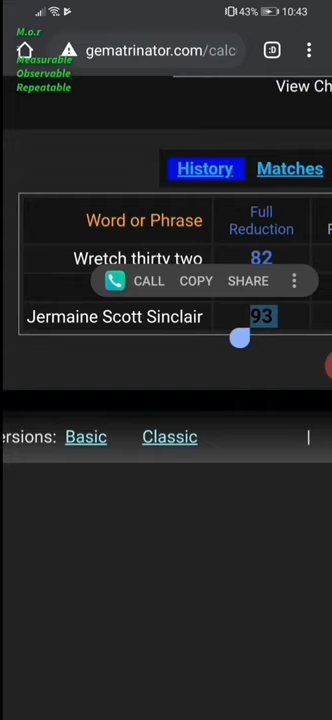 43% 10:43
M.o.r
gematrinator.com/calc :D
Measurable
Observable
Repeatable
View Ch
History Matches
Word or Phrase Full Reduction
Wretch thirty two 82
CALL COPY SHARE
Jermaine Scott Sinclair 93
ersions: Basic Classic |